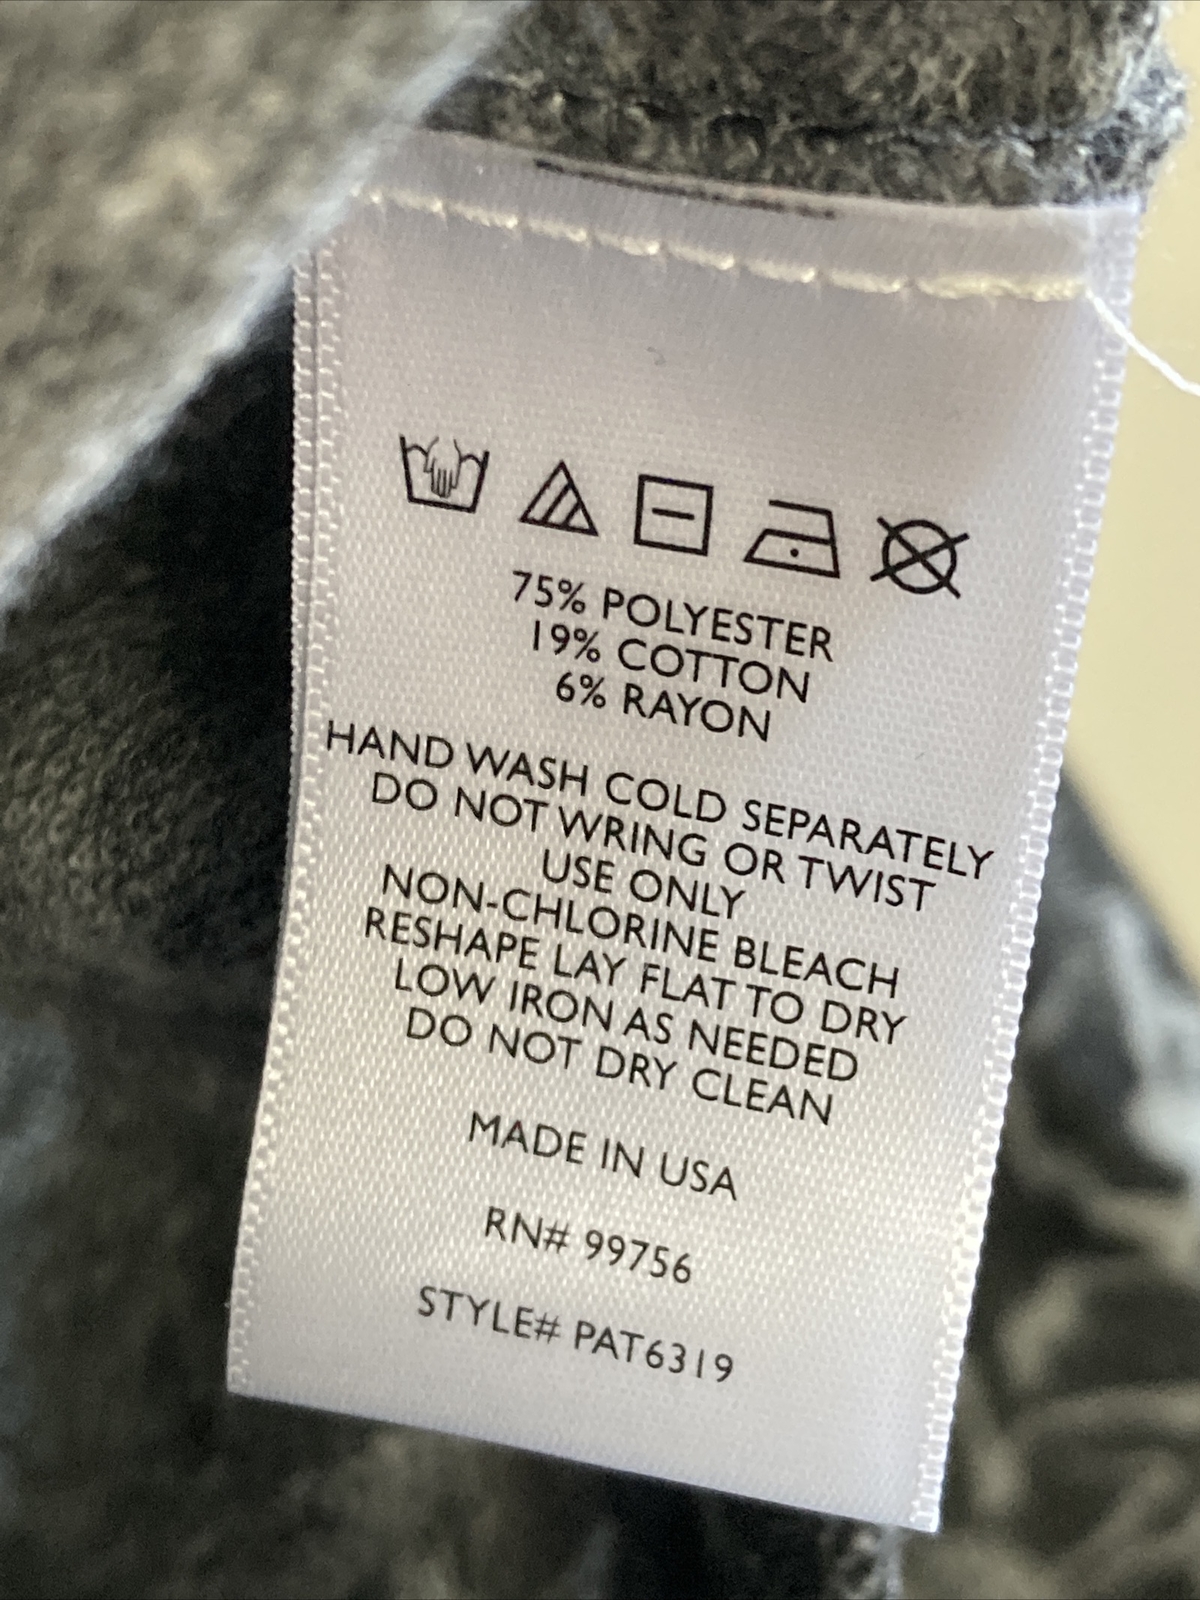 75% POLYESTER
19% COTTON
6% RAYON
HAND WASH COLD SEPARATELY
DO NOT WRING OR TWIST
USE ONLY
NON-CHLORINE BLEACH
RESHAPE LAY FLAT TO DRY
LOW IRON AS NEEDED
DO NOT DRY CLEAN
MADE IN USA
RN# 99756
STYLE# PAT6319